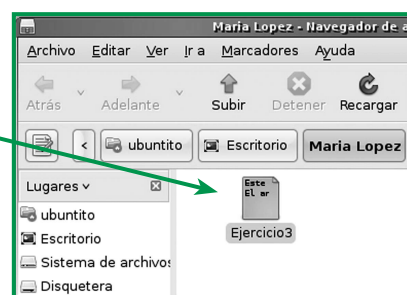 Maria Lopez - Navegador de a
Archivo Editar Ver Ir a Marcadores Ayuda
Atrás Adelante Subir Detener Recargar
ubuntito Escritorio Maria Lopez
Lugares
Este
El ar
ubuntito
Escritorio
Ejercicio3
Sistema de archivos
Disquetera